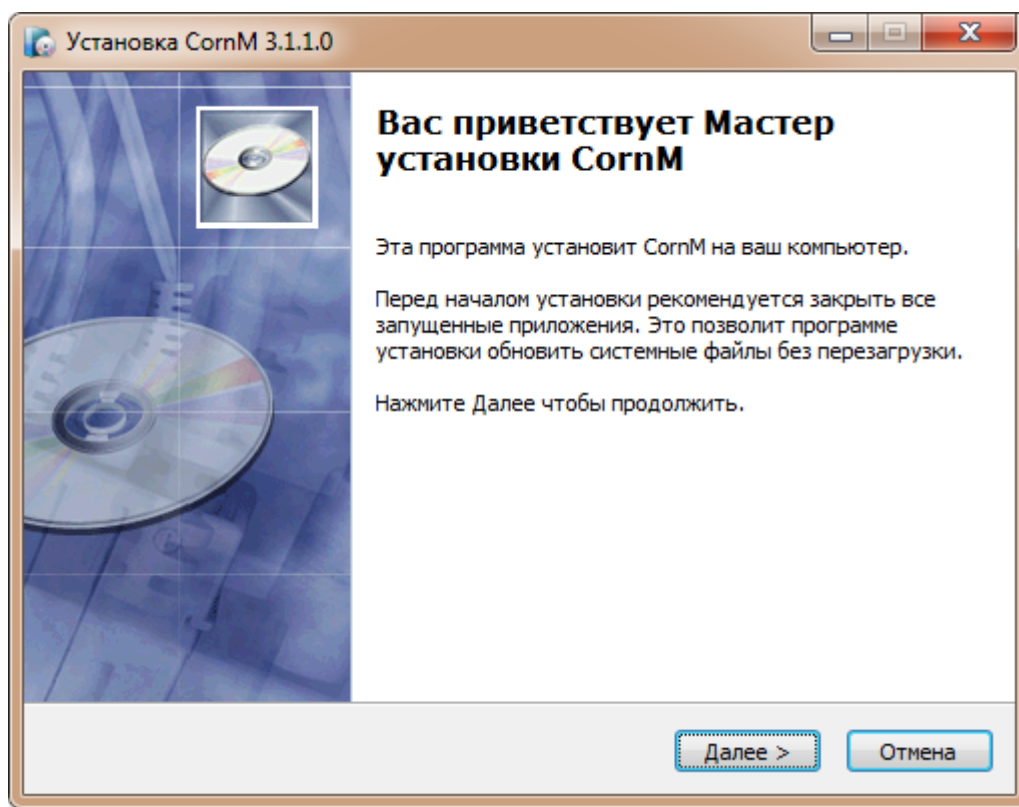 Установка CornM 3.1.1.0
Вас приветствует Мастер
установки CornM
Эта программа установит CornM на ваш компьютер.
Перед началом установки рекомендуется закрыть все
запущенные приложения. Это позволит программе
установки обновить системные файлы без перезагрузки.
Нажмите Далее чтобы продолжить.
Далее >
Отмена